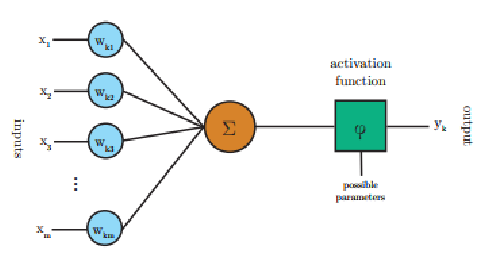 x1 wk1
x2 wk2
x3 wk3
⋮
xm wkm
inputs
Σ
activation
function
φ
possible
parameters
yk
output